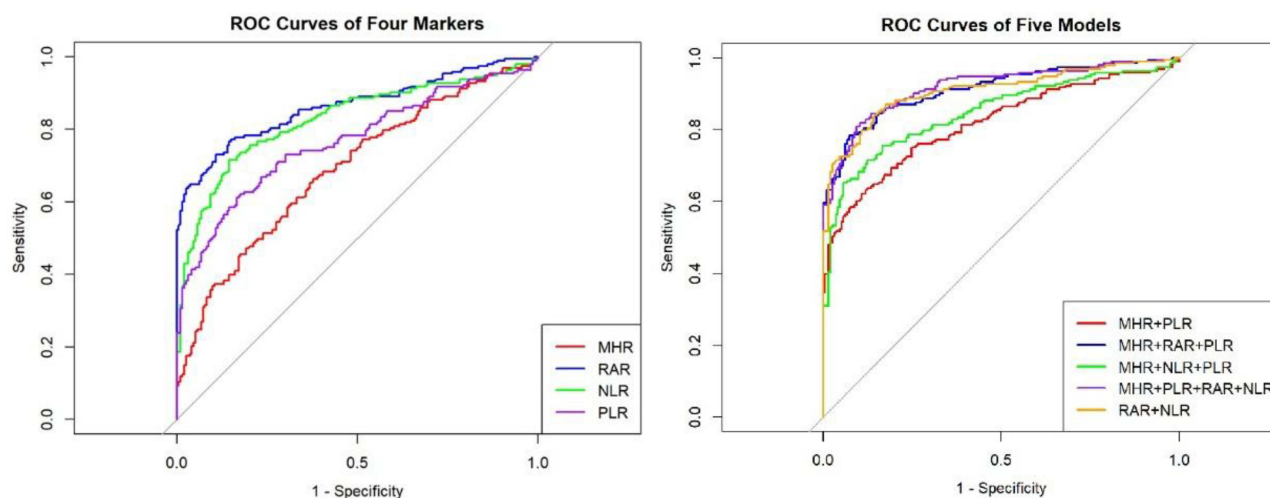 ROC Curves of Four Markers
Sensitivity
1.0
0.8
0.6
0.4
0.2
0.0
MHR
RAR
NLR
PLR
0.0 0.5 1.0
1 - Specificity
ROC Curves of Five Models
Sensitivity
1.0
0.8
0.6
0.4
0.2
0.0
MHR+PLR
MHR+RAR+PLR
MHR+NLR+PLR
MHR+PLR+RAR+NLR
RAR+NLR
0.0 0.5 1.0
1 - Specificity